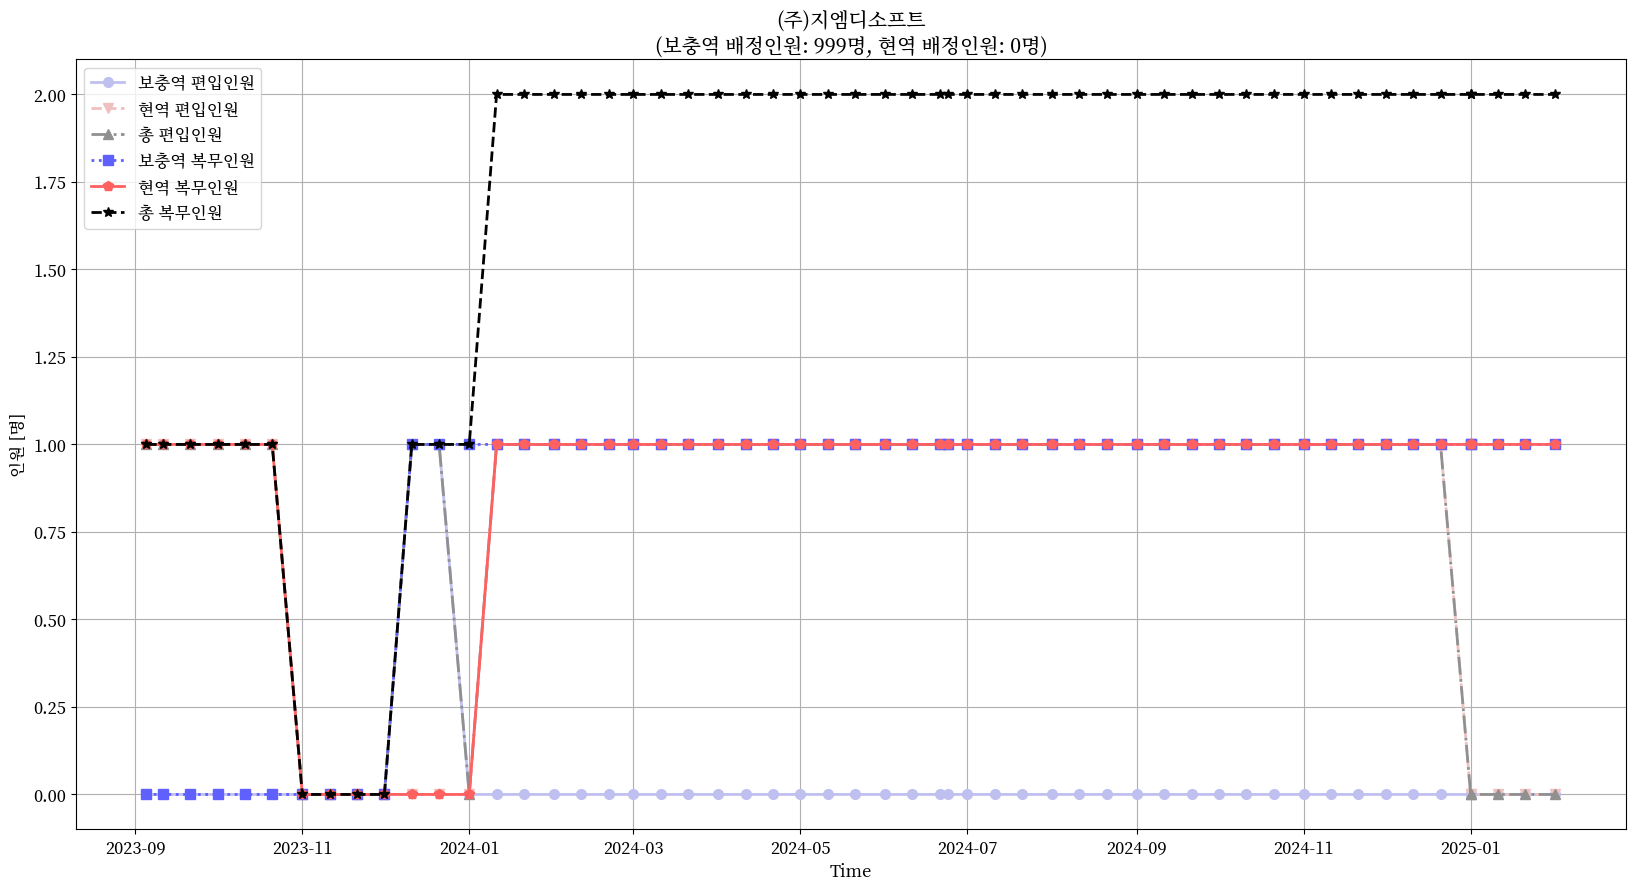 (주)지엠디소프트
(보충역 배정인원: 999명, 현역 배정인원: 0명)
보충역 편입인원
현역 편입인원
총 편입인원
보충역 복무인원
현역 복무인원
총 복무인원
2.00
1.75
1.50
1.25
1.00
0.75
0.50
0.25
0.00
인원 [명]
2023-09 2023-11 2024-01 2024-03 2024-05 2024-07 2024-09 2024-11 2025-01
Time